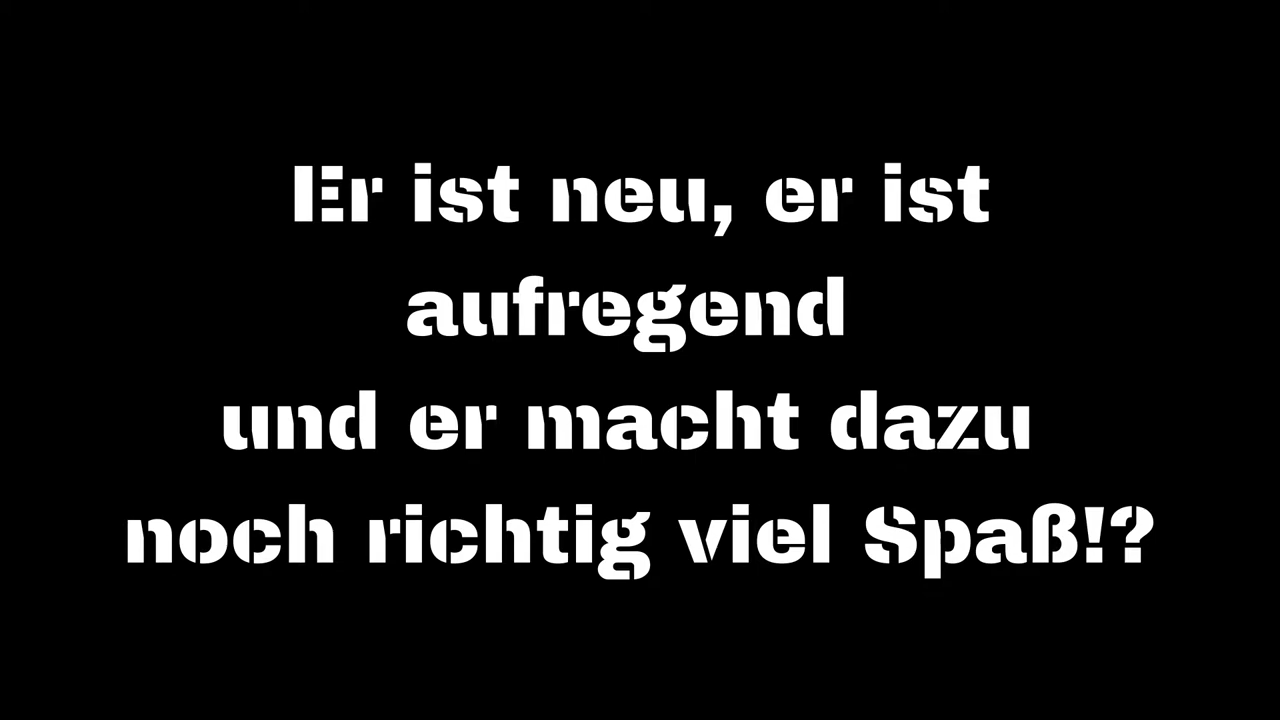 Er ist neu, er ist
aufregend
und er macht dazu
noch richtig viel Spaß!?